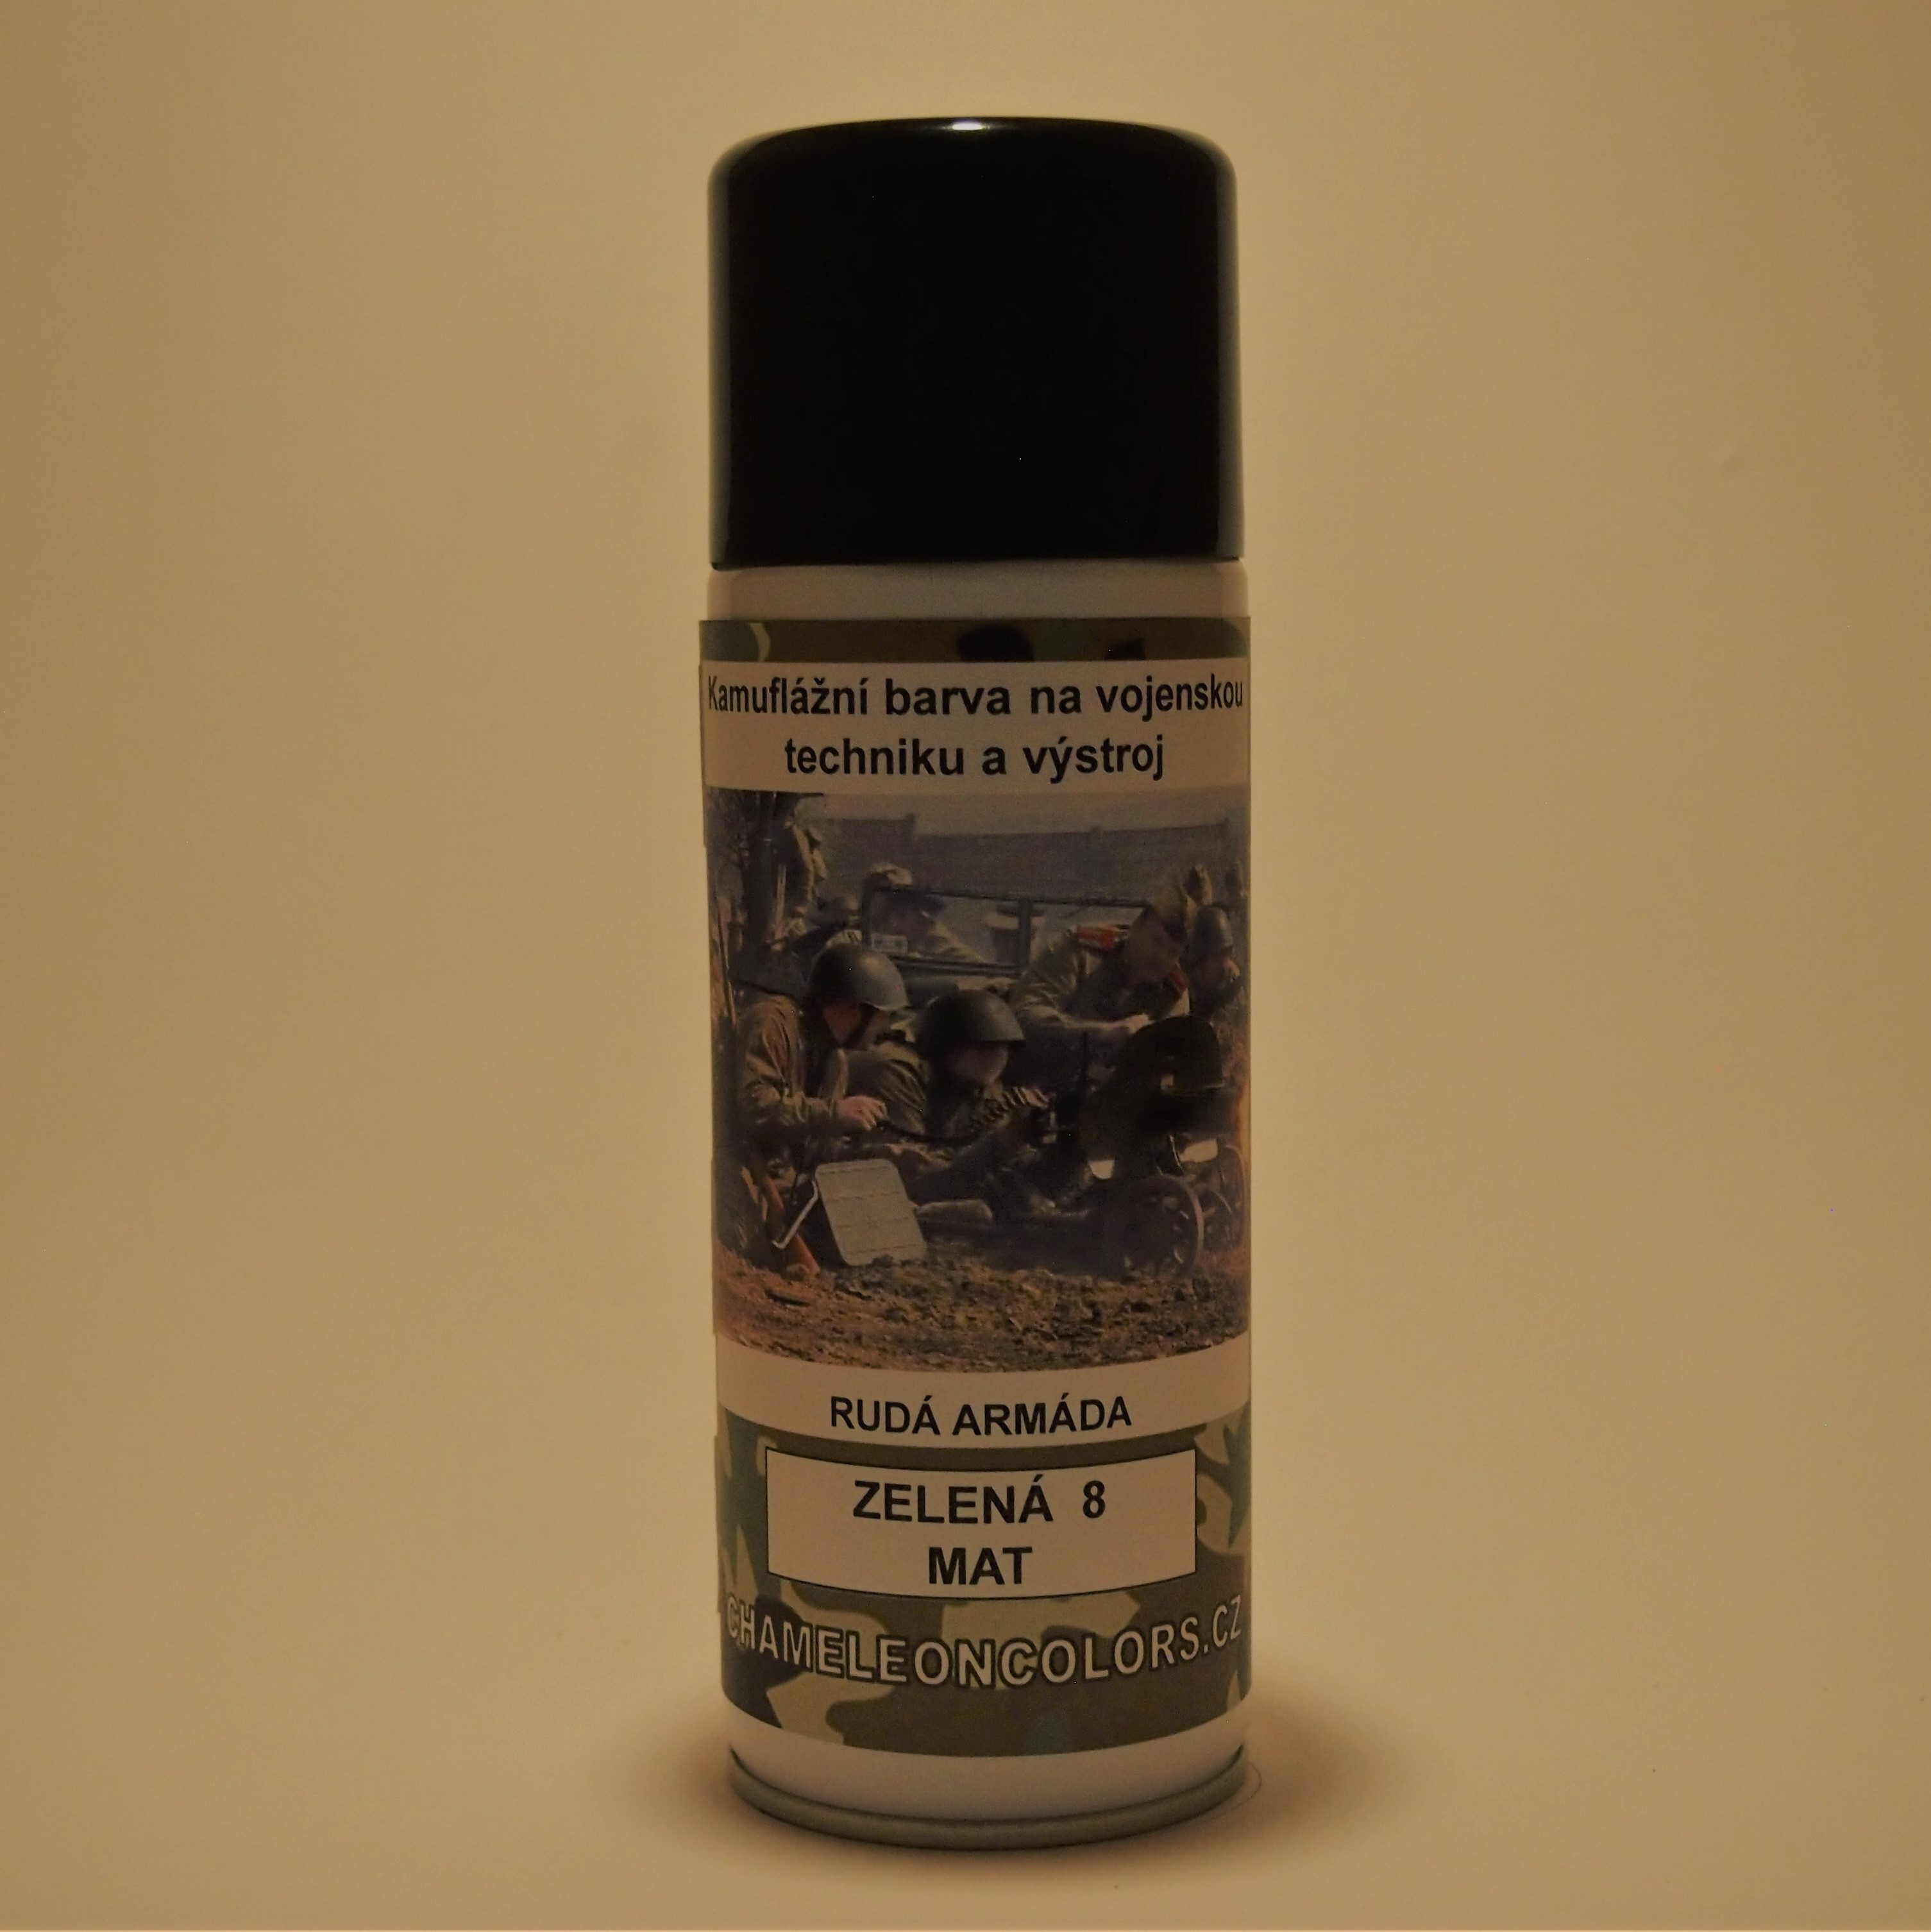 Kamuflážní barva na vojenskou
techniku a výstroj
RUDÁ ARMÁDA
ZELENÁ 8
MAT
CHAMELEONCOLORS.CZ